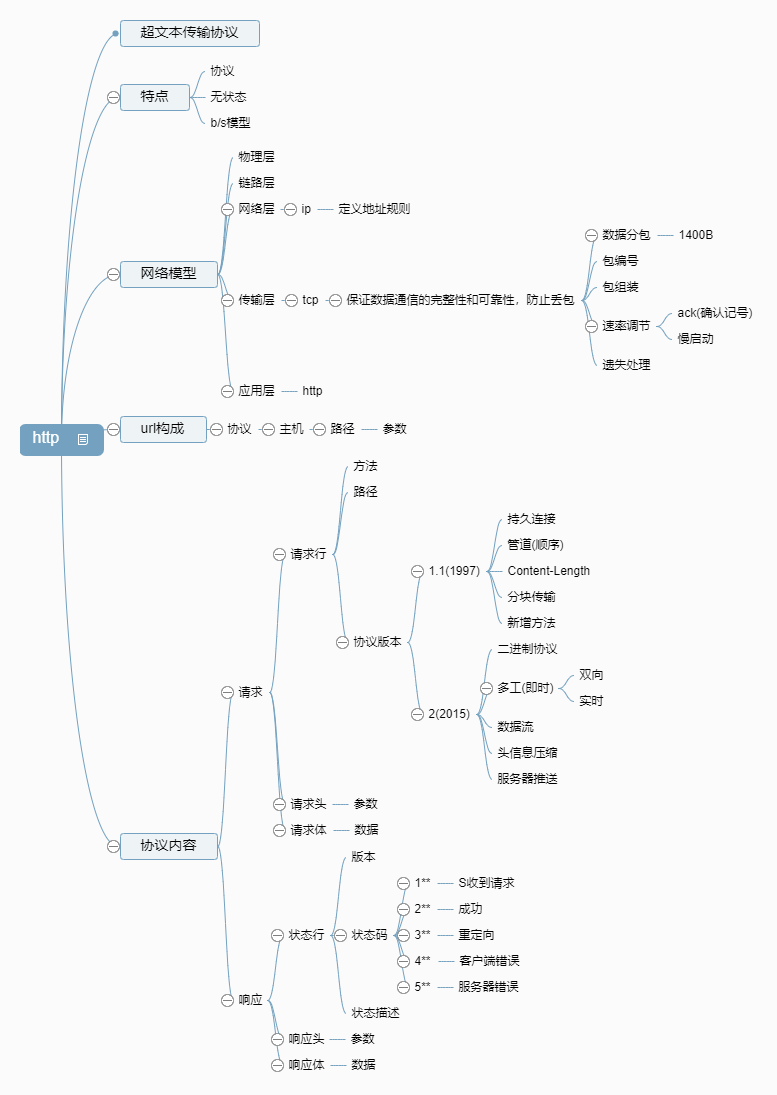 超文本传输协议
特点
协议
无状态
b/s模型
物理层
链路层
网络层
ip
定义地址规则
网络模型
传输层
tcp
保证数据通信的完整性和可靠性，防止丢包
数据分包
1400B
包编号
包组装
速率调节
ack(确认记号)
慢启动
遗失处理
应用层
http
http
url构成
协议
主机
路径
参数
协议内容
请求
请求行
方法
路径
协议版本
1.1(1997)
持久连接
管道(顺序)
Content-Length
分块传输
新增方法
2(2015)
二进制协议
多工(即时)
双向
实时
数据流
头信息压缩
服务器推送
请求头
参数
请求体
数据
响应
状态行
版本
状态码
1**
S收到请求
2**
成功
3**
重定向
4**
客户端错误
5**
服务器错误
状态描述
响应头
参数
响应体
数据